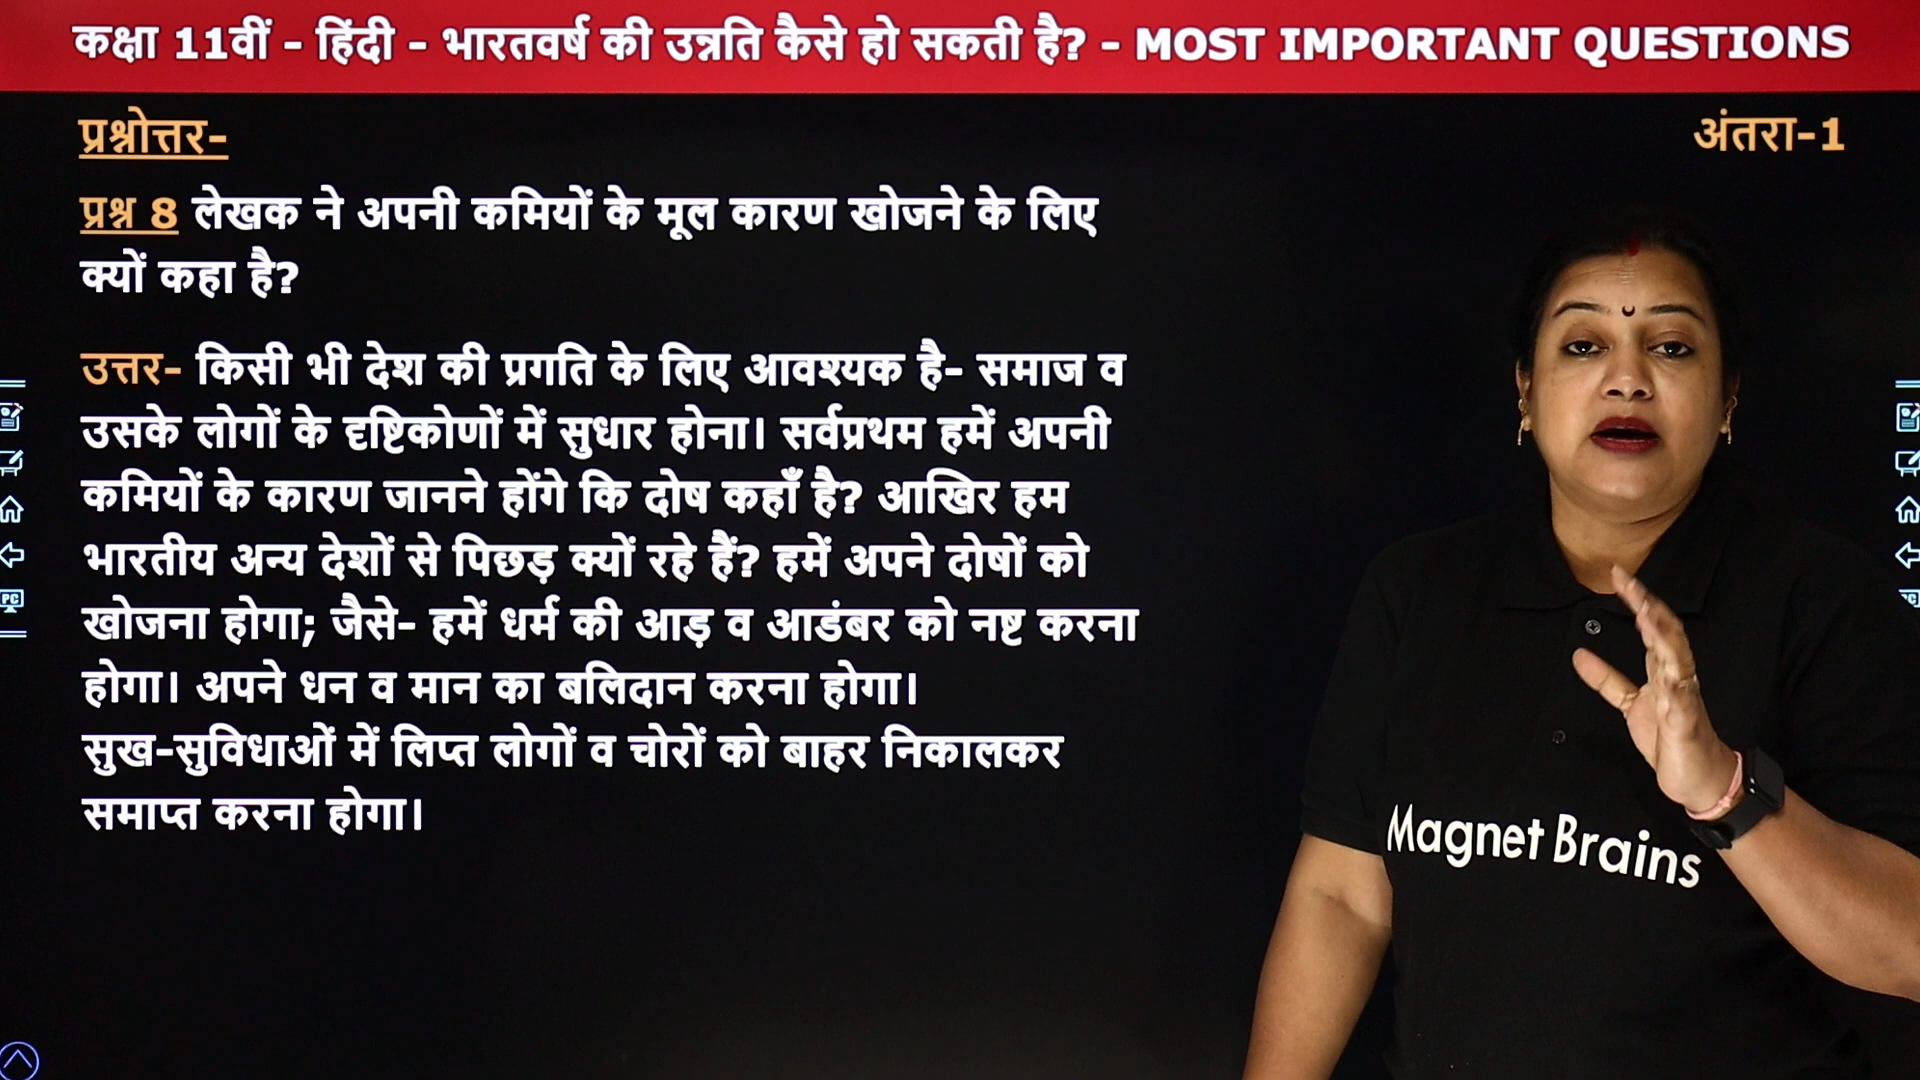 कक्षा 11वीं - हिंदी - भारतवर्ष की उन्नति कैसे हो सकती है? - MOST IMPORTANT QUESTIONS
प्रश्नोत्तर-
अंतरा-1
प्रश्न 8 लेखक ने अपनी कमियों के मूल कारण खोजने के लिए
क्यों कहा है?
उत्तर- किसी भी देश की प्रगति के लिए आवश्यक है- समाज व
उसके लोगों के दृष्टिकोणों में सुधार होना। सर्वप्रथम हमें अपनी
कमियों के कारण जानने होंगे कि दोष कहाँ है? आखिर हम
भारतीय अन्य देशों से पिछड़ क्यों रहे हैं? हमें अपने दोषों को
खोजना होगा; जैसे- हमें धर्म की आड़ व आडंबर को नष्ट करना
होगा। अपने धन व मान का बलिदान करना होगा।
सुख-सुविधाओं में लिप्त लोगों व चोरों को बाहर निकालकर
समाप्त करना होगा।
Magnet Brains
PC